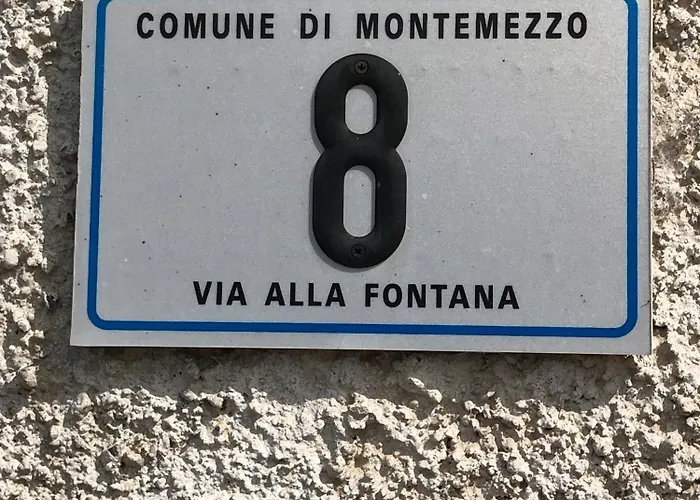 COMUNE DI MONTEMEZZO
8
VIA ALLA FONTANA